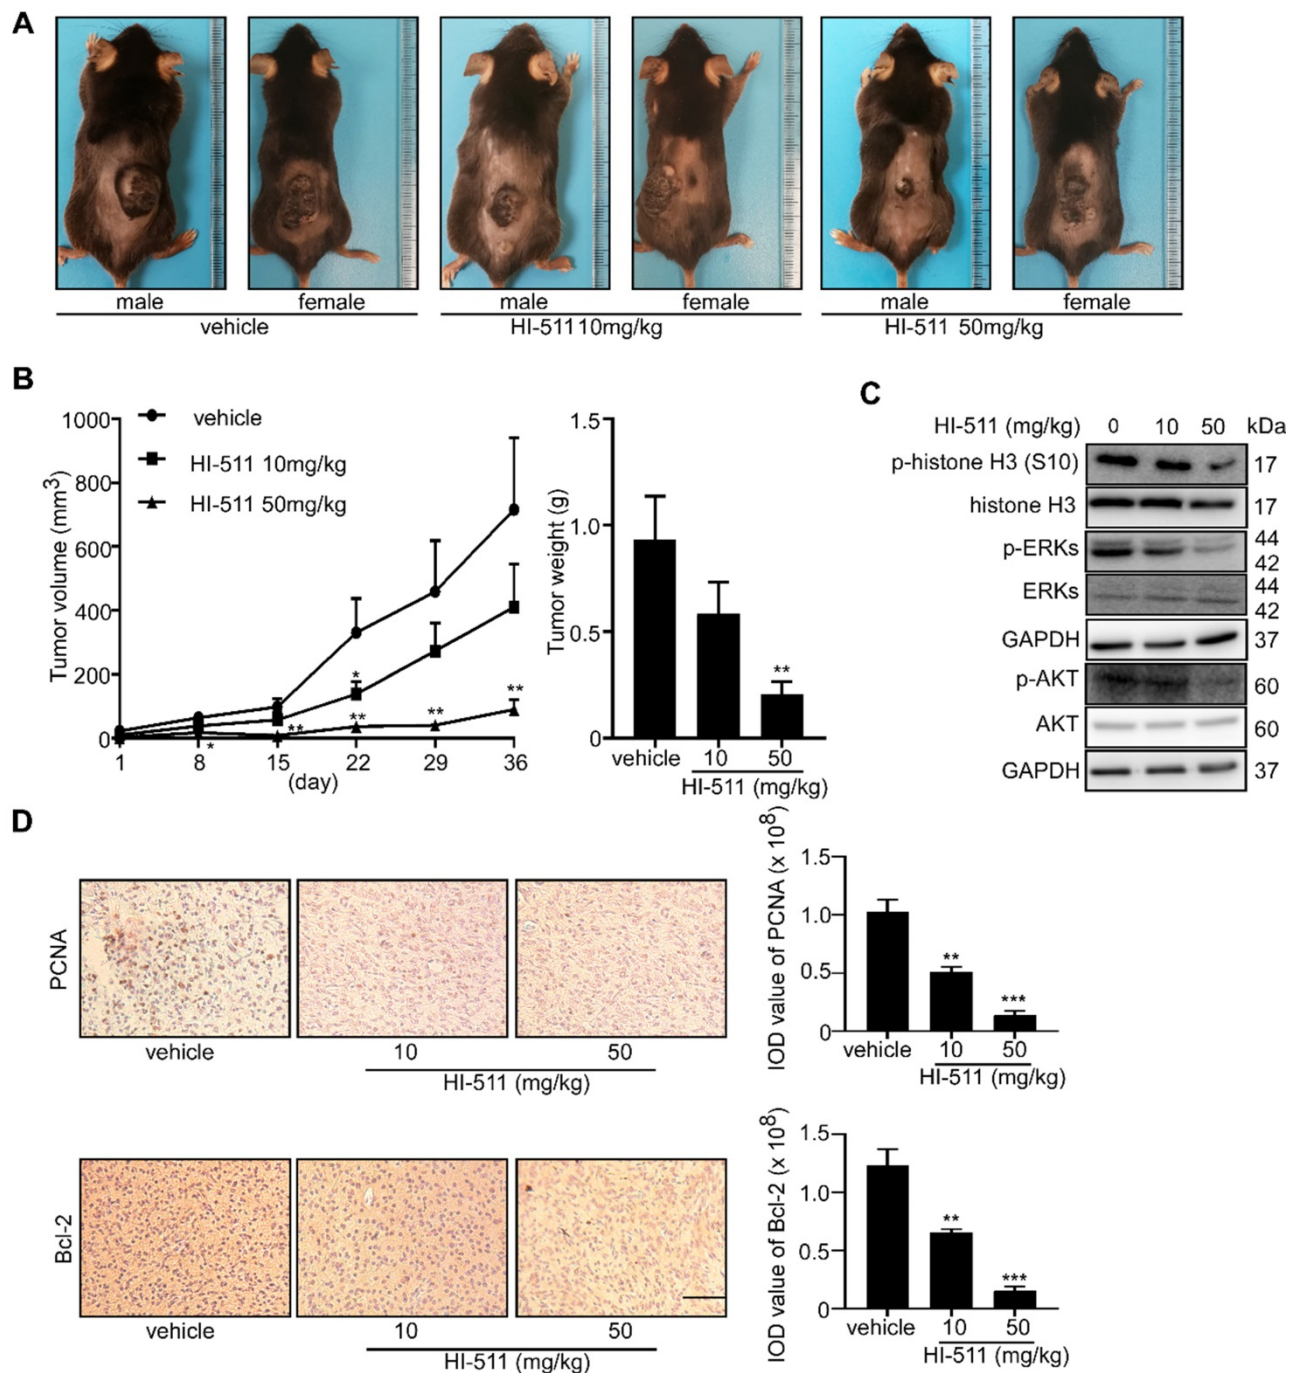 A
male
female
male
female
male
female
vehicle
HI-51110mg/kg
HI-511 50mg/kg
B
Tumor volume (mm3)
1000
800
600
400
200
0
vehicle
HI-511 10mg/kg
HI-511 50mg/kg
*
**
*
**
**
**
1
8
15
22
29
36
(day)
Tumor weight (g)
1.5
1.0
0.5
0
**
vehicle
10
50
HI-511 (mg/kg)
C
HI-511 (mg/kg) 0 10 50 kDa
p-histone H3 (S10) 17
histone H3 17
p-ERKs 44
42
ERKs 44
42
GAPDH 37
p-AKT 60
AKT 60
GAPDH 37
D
PCNA
vehicle
10
50
HI-511 (mg/kg)
IOD value of PCNA (x 108)
1.5
1.0
0.5
0
**
***
vehicle
10
50
HI-511 (mg/kg)
Bcl-2
vehicle
10
50
HI-511 (mg/kg)
IOD value of Bcl-2 (x 108)
1.5
1.0
0.5
0
**
***
vehicle
10
50
HI-511 (mg/kg)